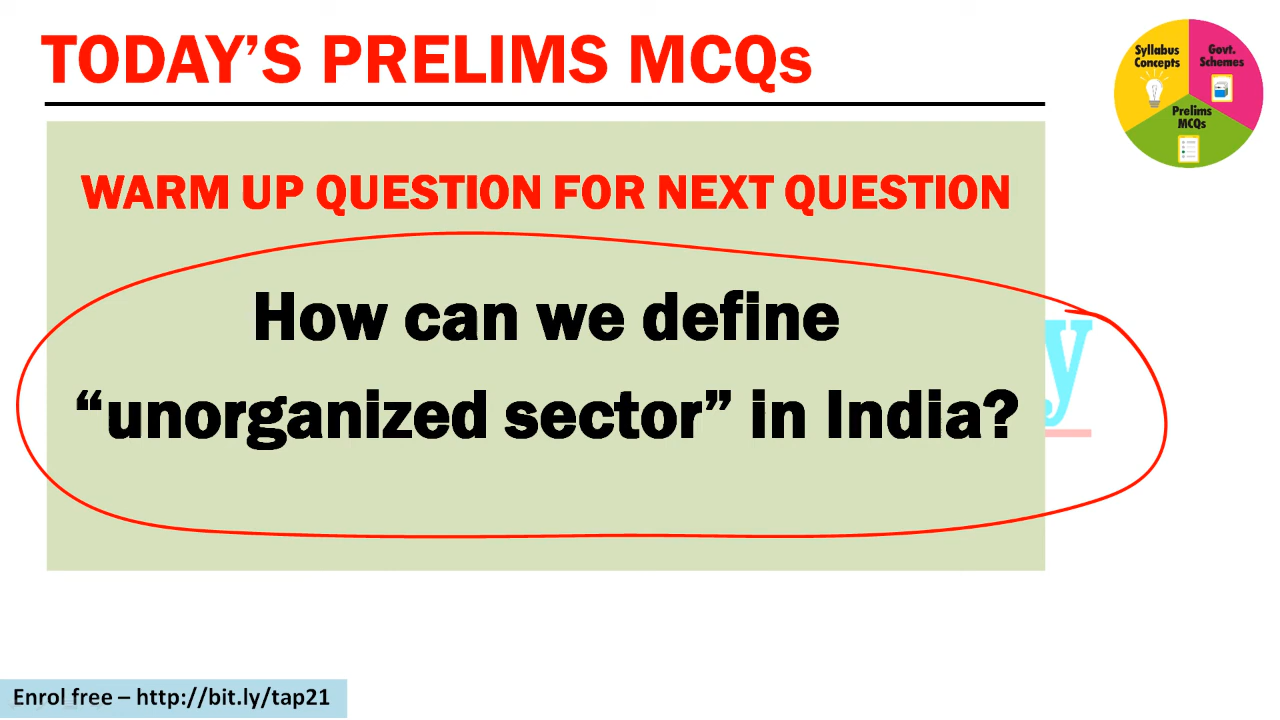 TODAY’S PRELIMS MCQs
Syllabus
Concepts
Govt.
Schemes
Prelims
MCQs
WARM UP QUESTION FOR NEXT QUESTION
How can we define
“unorganized sector” in India?
y
Enrol free – http://bit.ly/tap21